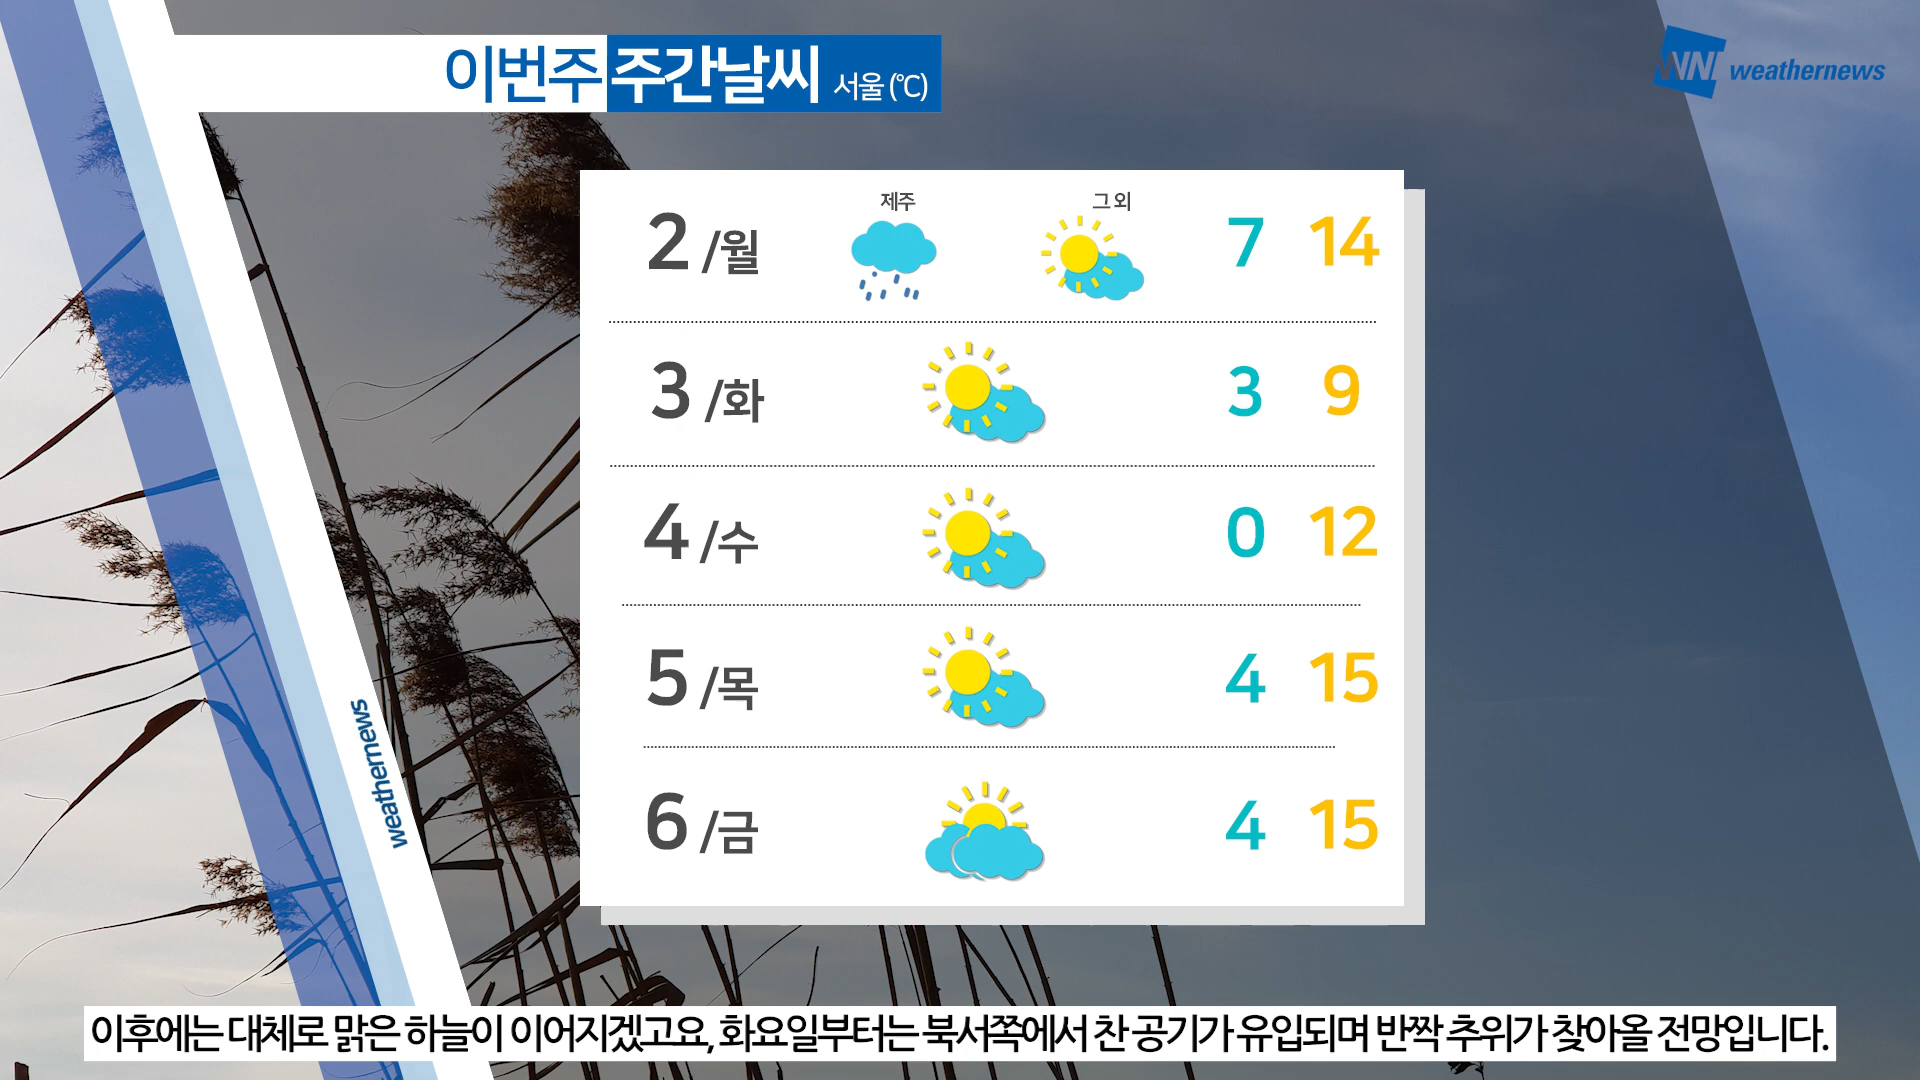 이번주 주간날씨 서울 (℃)
weathernews
제주 그 외
2 /월 7 14
3 /화 3 9
4 /수 0 12
5 /목 4 15
6 /금 4 15
weathernews
이후에는 대체로 맑은 하늘이 이어지겠고요, 화요일부터는 북서쪽에서 찬 공기가 유입되며 반짝 추위가 찾아올 전망입니다.